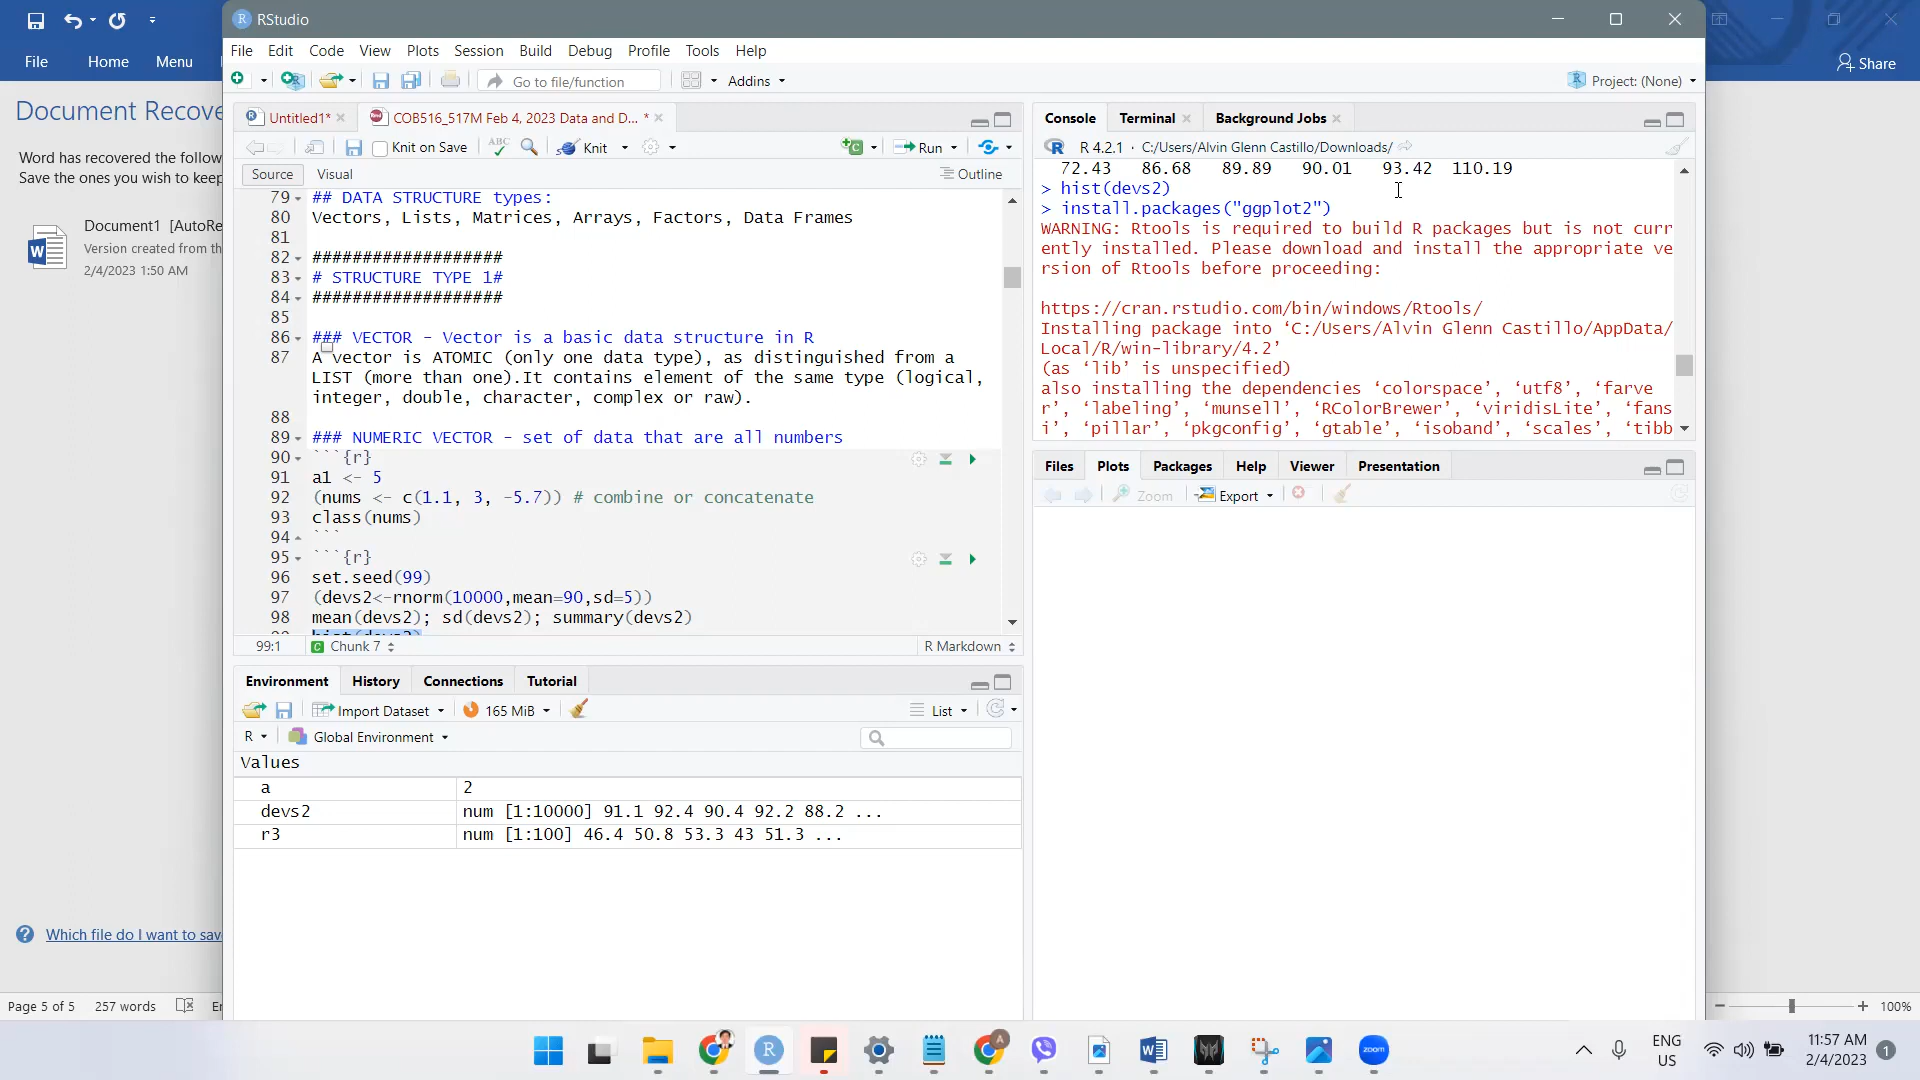 RStudio
File Home Menu
Share
Document Recove
Word has recovered the follow
Save the ones you wish to keep
Document1 [AutoRe
Version created from th
2/4/2023 1:50 AM
Which file do I want to sav
Page 5 of 5 257 words
100%
File Edit Code View Plots Session Build Debug Profile Tools Help
Go to file/function Addins Project: (None)
Untitled1* COB516_517M Feb 4, 2023 Data and D... *
Knit on Save ABC Knit Run
Source Visual Outline
79 ## DATA STRUCTURE types:
80 Vectors, Lists, Matrices, Arrays, Factors, Data Frames
81
82 ###################
83 # STRUCTURE TYPE 1#
84 ###################
85
86 ### VECTOR - Vector is a basic data structure in R
87 A vector is ATOMIC (only one data type), as distinguished from a
LIST (more than one).It contains element of the same type (logical,
integer, double, character, complex or raw).
88
89 ### NUMERIC VECTOR - set of data that are all numbers
90 ```{r}
91 a1 <- 5
92 (nums <- c(1.1, 3, -5.7)) # combine or concatenate
93 class(nums)
94 ```
95 ```{r}
96 set.seed(99)
97 (devs2<-rnorm(10000,mean=90,sd=5))
98 mean(devs2); sd(devs2); summary(devs2)
99 hist(devs2)
99:1 Chunk 7 R Markdown
Environment History Connections Tutorial
Import Dataset 165 MiB List
R Global Environment
Values
a 2
devs2 num [1:10000] 91.1 92.4 90.4 92.2 88.2 ...
r3 num [1:100] 46.4 50.8 53.3 43 51.3 ...
Console Terminal Background Jobs
R 4.2.1 · C:/Users/Alvin Glenn Castillo/Downloads/
72.43 86.68 89.89 90.01 93.42 110.19
> hist(devs2)
> install.packages("ggplot2")
WARNING: Rtools is required to build R packages but is not curr
ently installed. Please download and install the appropriate ve
rsion of Rtools before proceeding:
https://cran.rstudio.com/bin/windows/Rtools/
Installing package into ‘C:/Users/Alvin Glenn Castillo/AppData/
Local/R/win-library/4.2’
(as ‘lib’ is unspecified)
also installing the dependencies ‘colorspace’, ‘utf8’, ‘farve
r’, ‘labeling’, ‘munsell’, ‘RColorBrewer’, ‘viridisLite’, ‘fans
i’, ‘pillar’, ‘pkgconfig’, ‘gtable’, ‘isoband’, ‘scales’, ‘tibb
Files Plots Packages Help Viewer Presentation
Zoom Export
zoom
ENG
US
11:57 AM
2/4/2023
1